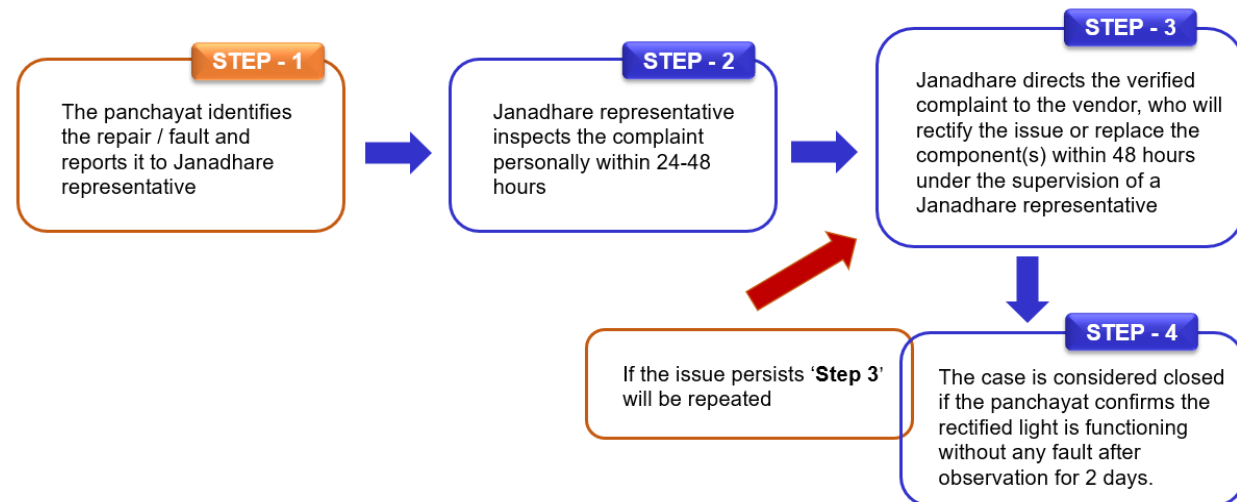 STEP - 1
The panchayat identifies
the repair / fault and
reports it to Janadhare
representative
STEP - 2
Janadhare representative
inspects the complaint
personally within 24-48
hours
STEP - 3
Janadhare directs the verified
complaint to the vendor, who will
rectify the issue or replace the
component(s) within 48 hours
under the supervision of a
Janadhare representative
If the issue persists ‘Step 3’
will be repeated
STEP - 4
The case is considered closed
if the panchayat confirms the
rectified light is functioning
without any fault after
observation for 2 days.